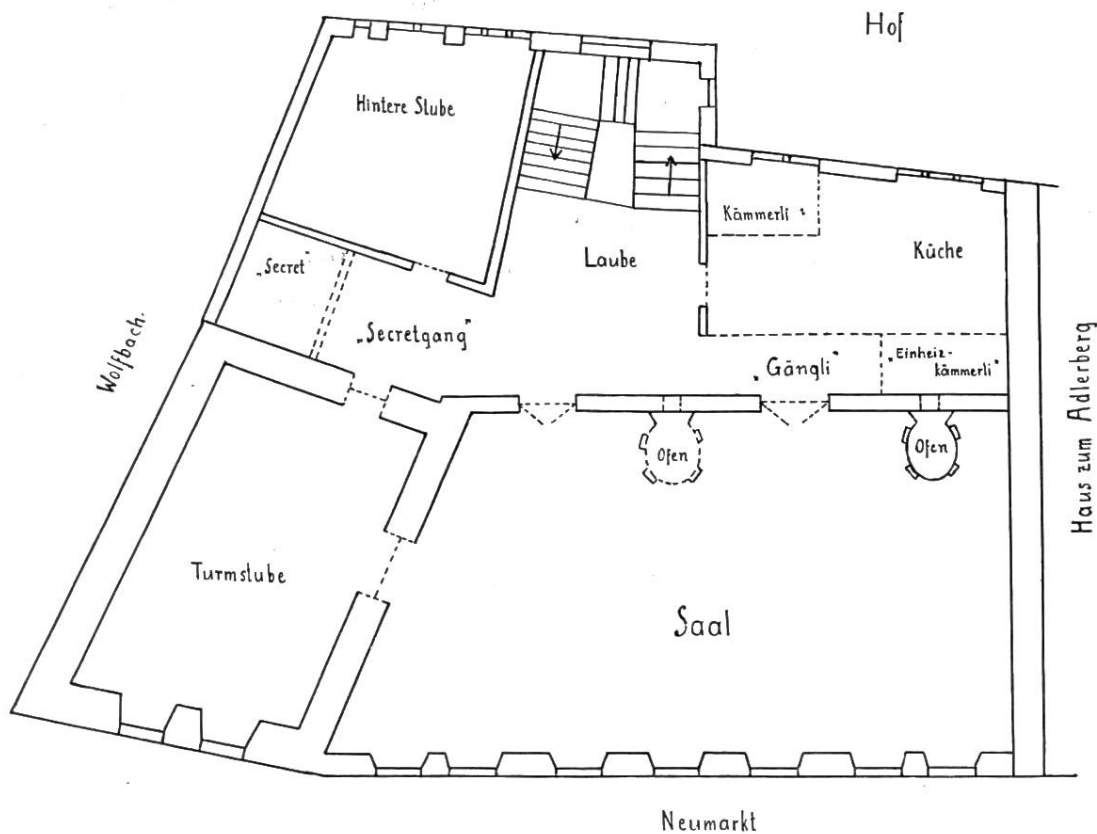 Hof
Hintere Stube
Kämmerli
Küche
Laube
„Secret"
„Secretgang"
„Gängli"
„Einheiz-
kämmerli"
Wolfbach.
Ofen
Ofen
Haus zum Adlerberg
Turmstube
Saal
Neumarkt